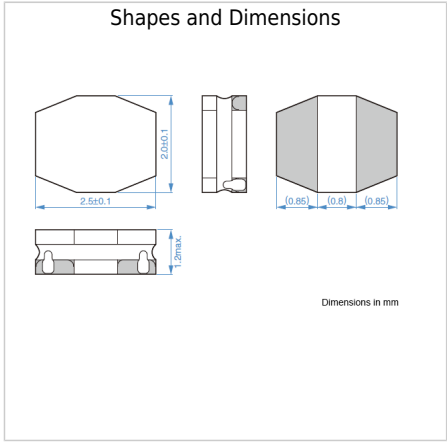 Shapes and Dimensions
2.0±0.1
2.5±0.1
(0.85) (0.8) (0.85)
1.2max.
Dimensions in mm